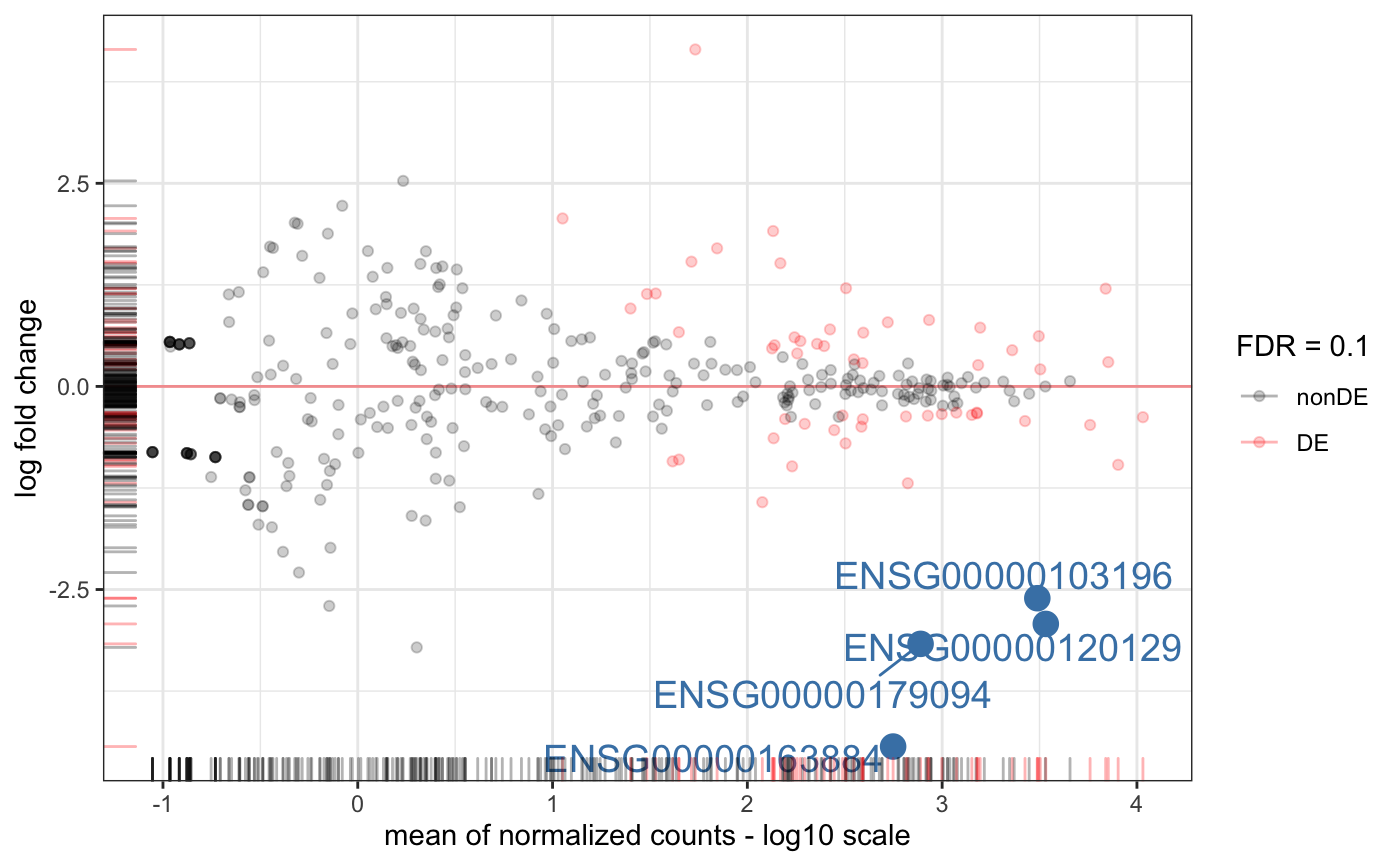 2.5
0.0
-2.5
log fold change
ENSG00000103196
ENSG00000120129
ENSG00000179094
ENSG00000163884
-1
0
1
2
3
4
mean of normalized counts - log10 scale
FDR = 0.1
nonDE
DE